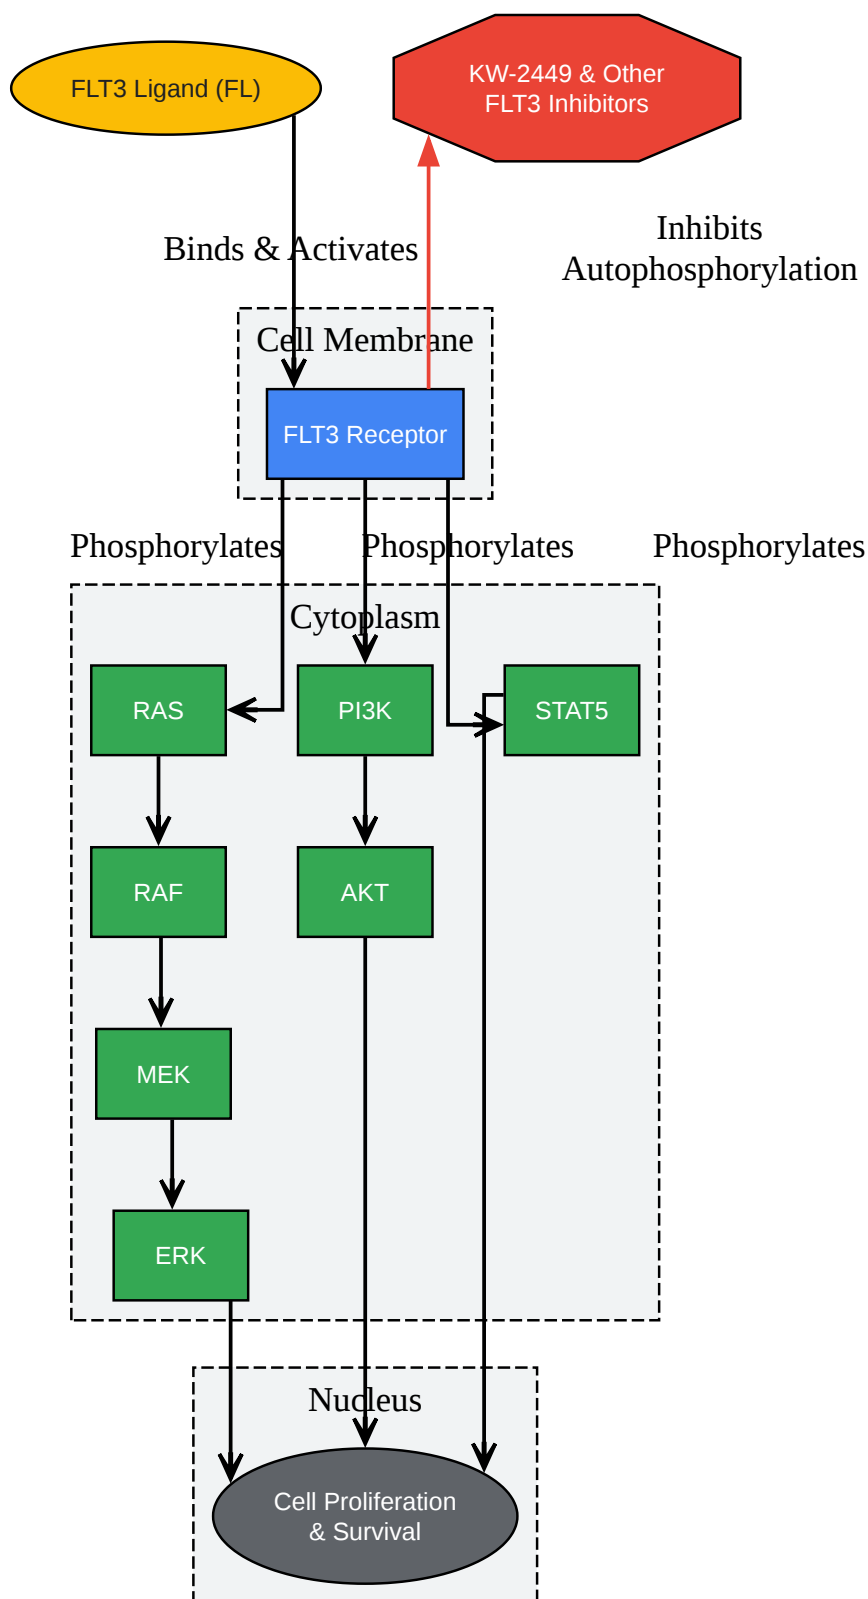 FLT3 Ligand (FL)
KW-2449 & Other
FLT3 Inhibitors
Binds & Activates
Inhibits
Autophosphorylation
Cell Membrane
FLT3 Receptor
Phosphorylates
Phosphorylates
Phosphorylates
Cytoplasm
RAS
PI3K
STAT5
RAF
AKT
MEK
ERK
Nucleus
Cell Proliferation
& Survival